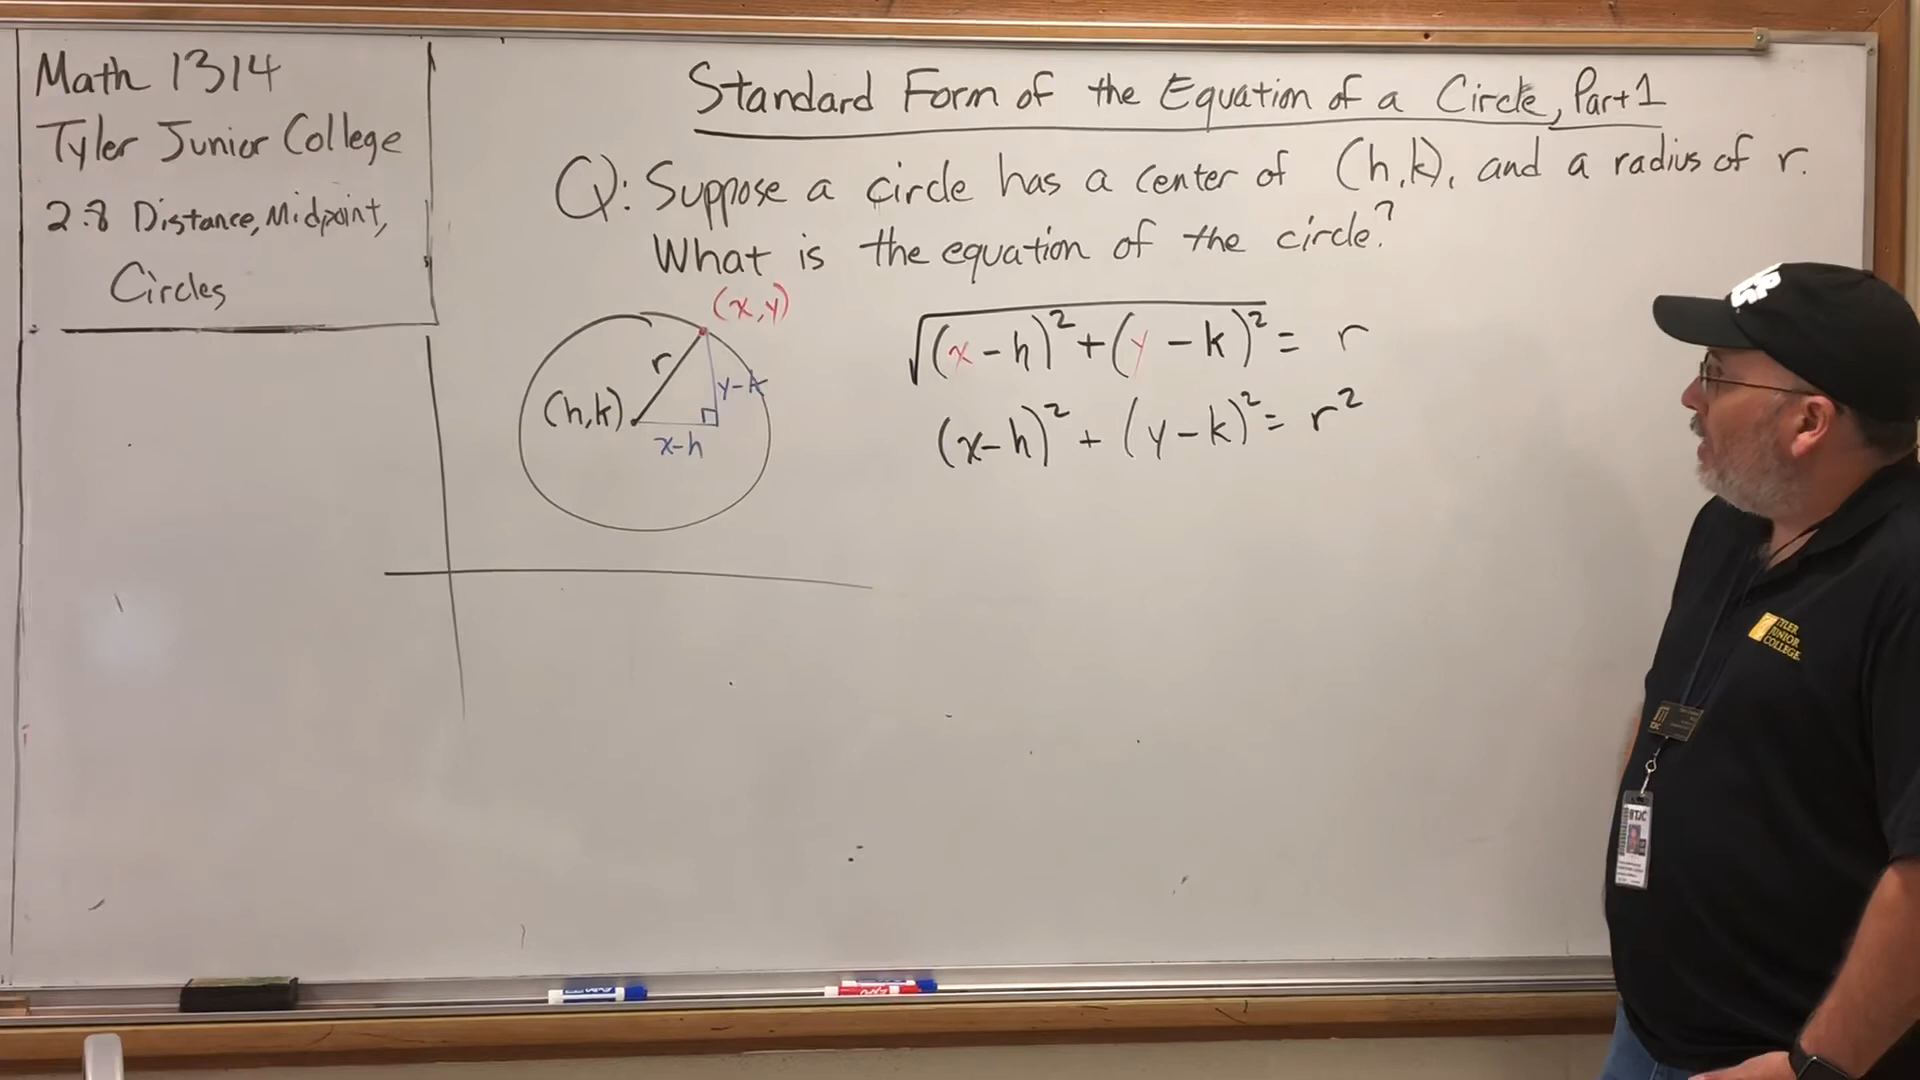 Math 1314
Tyler Junior College
2.8 Distance, Midpoint,
Circles
Standard Form of the Equation of a Circle, Part 1
Q: Suppose a circle has a center of (h,k), and a radius of r.
What is the equation of the circle?
(x,y)
r
(h,k)
y-k
x-h
√(x-h)²+(y-k)² = r
(x-h)² + (y-k)² = r²
TYLER
JUNIOR
COLLEGE
TJC